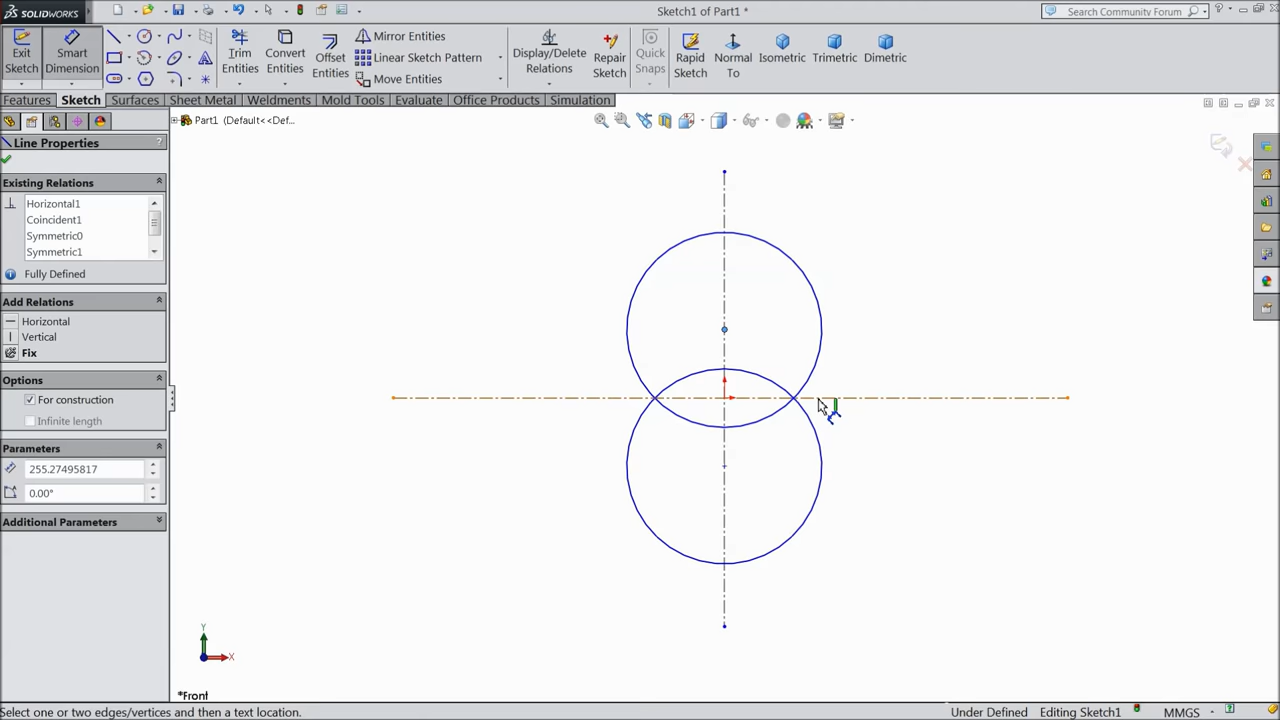 SOLIDWORKS
Sketch1 of Part1 *
Search Community Forum
Exit Sketch
Smart Dimension
Trim Entities
Convert Entities
Offset Entities
Mirror Entities
Linear Sketch Pattern
Move Entities
Display/Delete Relations
Repair Sketch
Quick Snaps
Rapid Sketch
Normal To
Isometric
Trimetric
Dimetric
Features
Sketch
Surfaces
Sheet Metal
Weldments
Mold Tools
Evaluate
Office Products
Simulation
Part1 (Default<<Def...
Line Properties
?
Existing Relations
Horizontal1
Coincident1
Symmetric0
Symmetric1
Fully Defined
Add Relations
Horizontal
Vertical
Fix
Options
For construction
Infinite length
Parameters
255.27495817
0.00°
Additional Parameters
Y
X
*Front
Select one or two edges/vertices and then a text location.
Under Defined
Editing Sketch1
MMGS
?